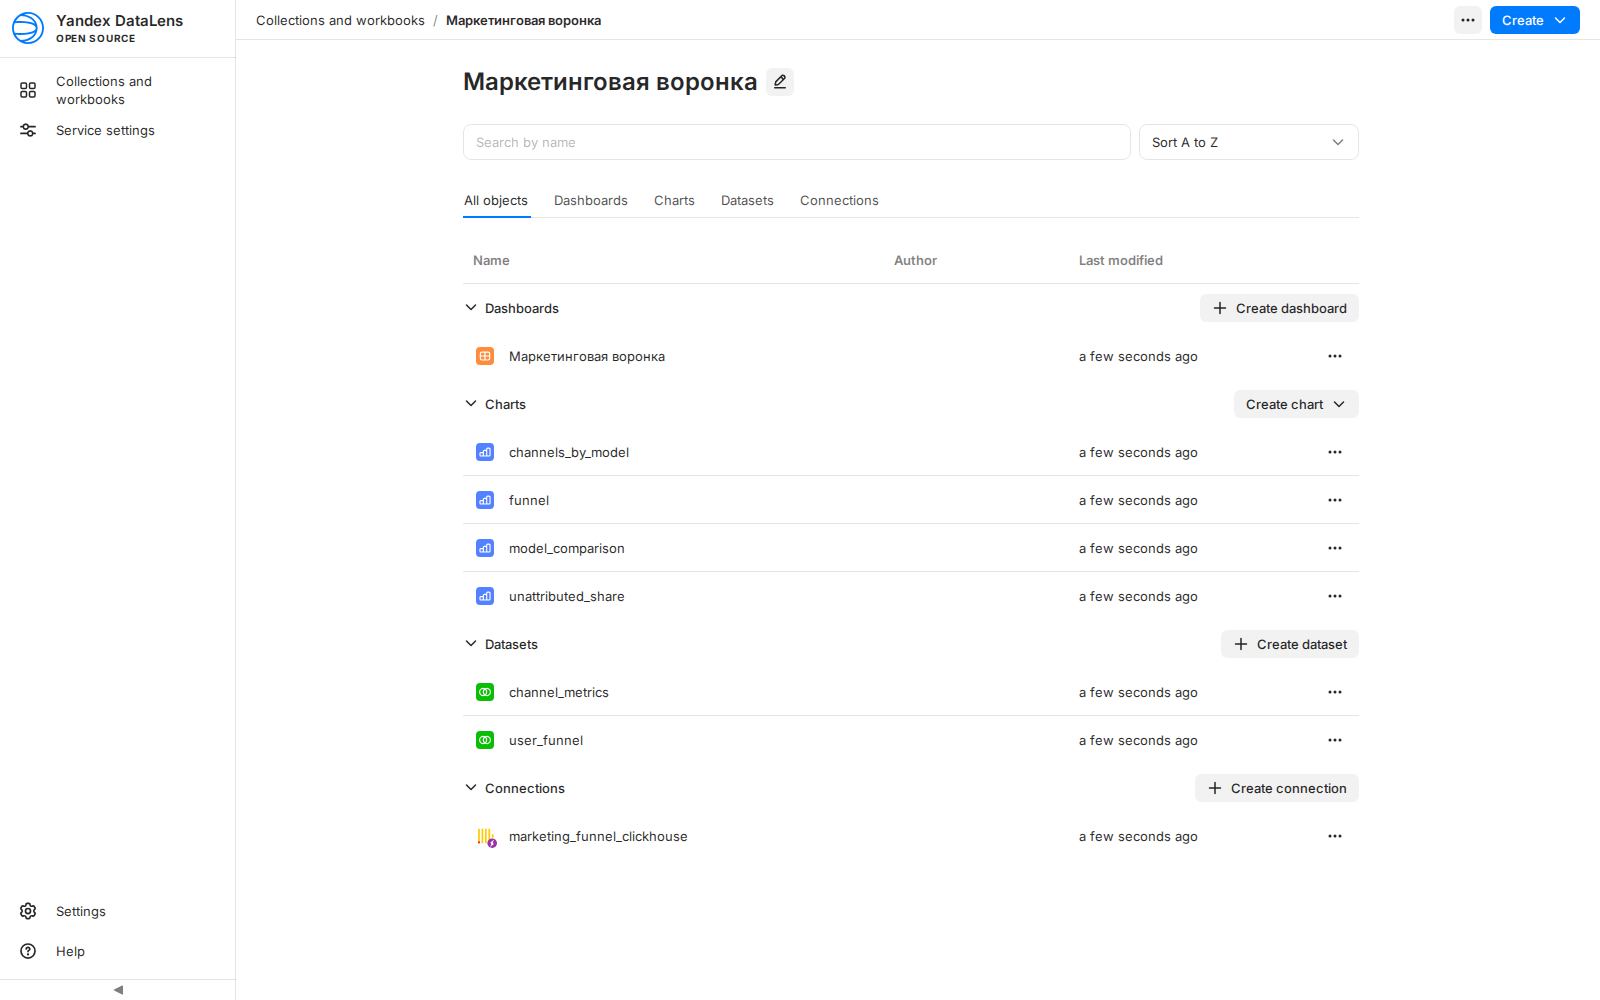 Yandex DataLens
OPEN SOURCE
Collections and workbooks
Service settings
Settings
Help
Collections and workbooks / Маркетинговая воронка
Create
Маркетинговая воронка
Search by name
Sort A to Z
All objects Dashboards Charts Datasets Connections
Name Author Last modified
Dashboards Create dashboard
Маркетинговая воронка a few seconds ago
Charts Create chart
channels_by_model a few seconds ago
funnel a few seconds ago
model_comparison a few seconds ago
unattributed_share a few seconds ago
Datasets Create dataset
channel_metrics a few seconds ago
user_funnel a few seconds ago
Connections Create connection
marketing_funnel_clickhouse a few seconds ago